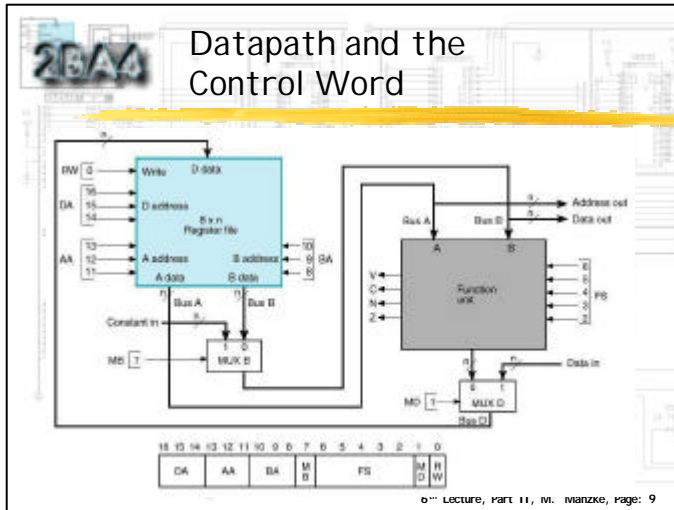 2BA4
Datapath and the
Control Word
n
RW 0
Write
D data
DA
16
15
14
D address
8 x n
Register file
AA
13
12
11
A address
B address
10
9
8
BA
A data
B data
n
Bus A
n
Bus B
Constant in
n
1 0
MB 7
MUX B
n
Address out
n
Data out
Bus A
Bus B
A
B
V
C
N
Z
Function
unit
6
5
4
3
2
FS
n
n
Data in
0 1
MD 1
MUX D
Bus D
16 15 14 13 12 11 10 9 8 7 6 5 4 3 2 1 0
DA AA BA MB FS MD RW
6th Lecture, Part II, M. Manzke, Page: 9